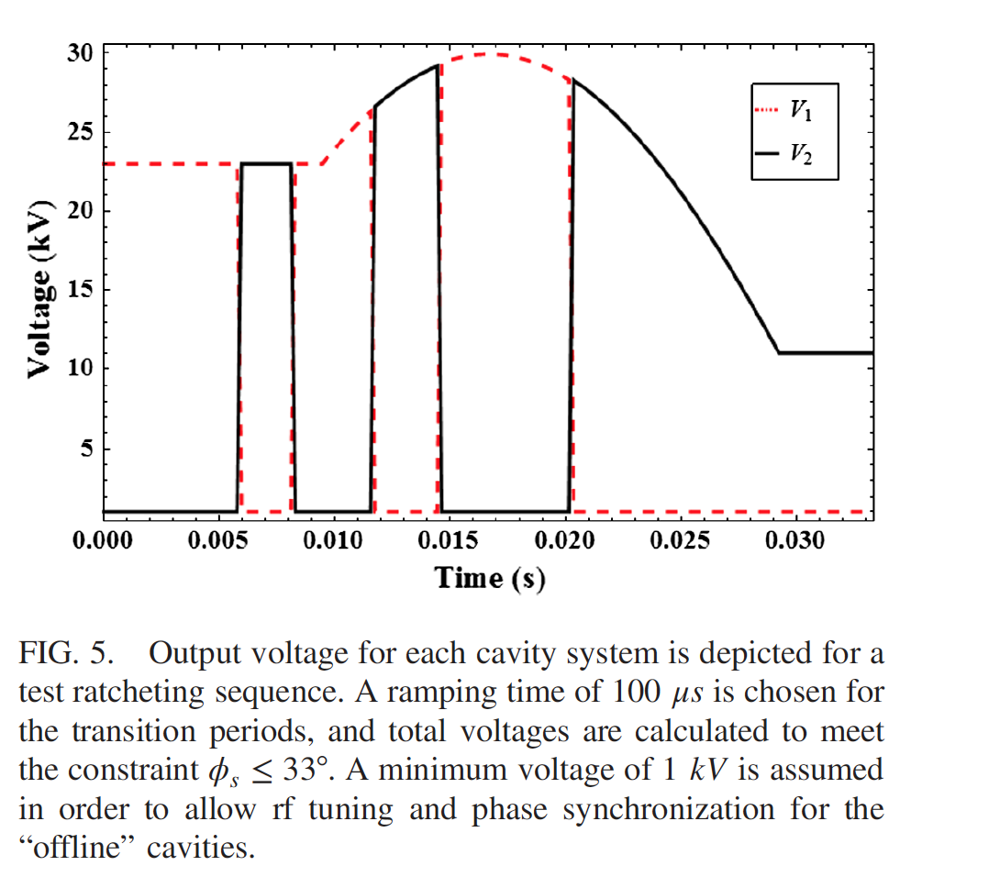 30
25
20
15
10
5
Voltage (kV)
V1
V2
0.000 0.005 0.010 0.015 0.020 0.025 0.030
Time (s)
FIG. 5. Output voltage for each cavity system is depicted for a
test ratcheting sequence. A ramping time of 100 μs is chosen for
the transition periods, and total voltages are calculated to meet
the constraint ϕs ≤ 33°. A minimum voltage of 1 kV is assumed
in order to allow rf tuning and phase synchronization for the
“offline” cavities.